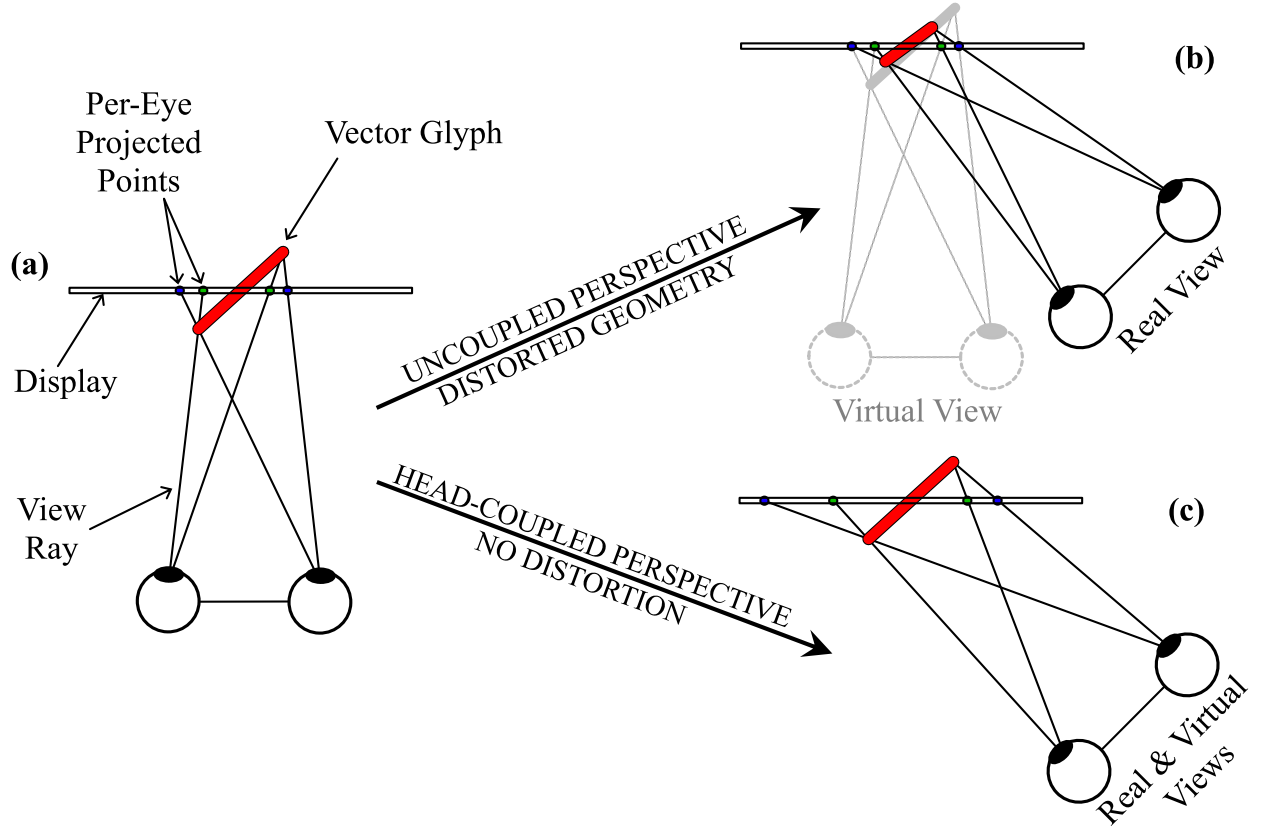 (a)
Per-Eye
Projected
Points
Vector Glyph
Display
View
Ray
UNCOUPLED PERSPECTIVE
DISTORTED GEOMETRY
HEAD-COUPLED PERSPECTIVE
NO DISTORTION
(b)
Real View
Virtual View
(c)
Real & Virtual
Views